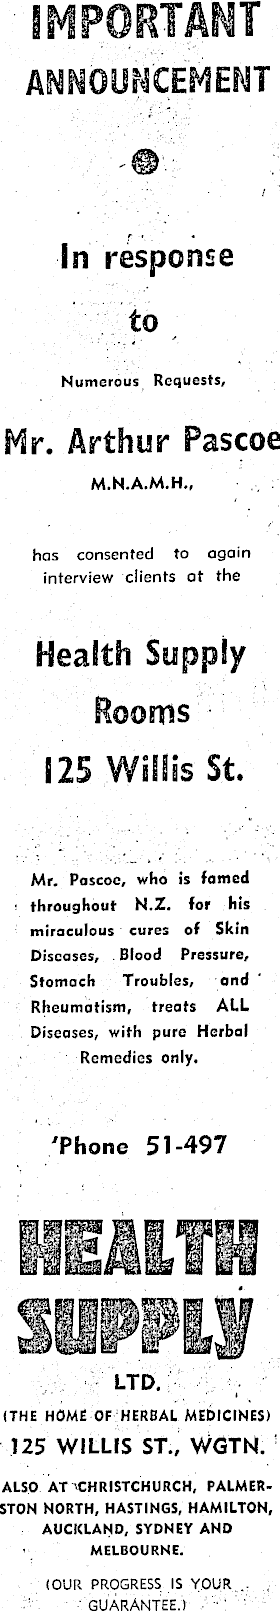 IMPORTANT
ANNOUNCEMENT
In response
to
Numerous Requests,
Mr. Arthur Pascoe
M.N.A.M.H.,
has consented to again
interview clients at the
Health Supply
Rooms
125 Willis St.
Mr. Pascoe, who is famed
throughout N.Z. for his
miraculous cures of Skin
Diseases, Blood Pressure,
Stomach Troubles, and
Rheumatism, treats ALL
Diseases, with pure Herbal
Remedies only.
'Phone 51-497
HEALTH
SUPPLY
LTD.
(THE HOME OF HERBAL MEDICINES)
125 WILLIS ST., WGTN.
ALSO AT CHRISTCHURCH, PALMER-
STON NORTH, HASTINGS, HAMILTON,
AUCKLAND, SYDNEY AND
MELBOURNE.
(OUR PROGRESS IS YOUR
GUARANTEE.)